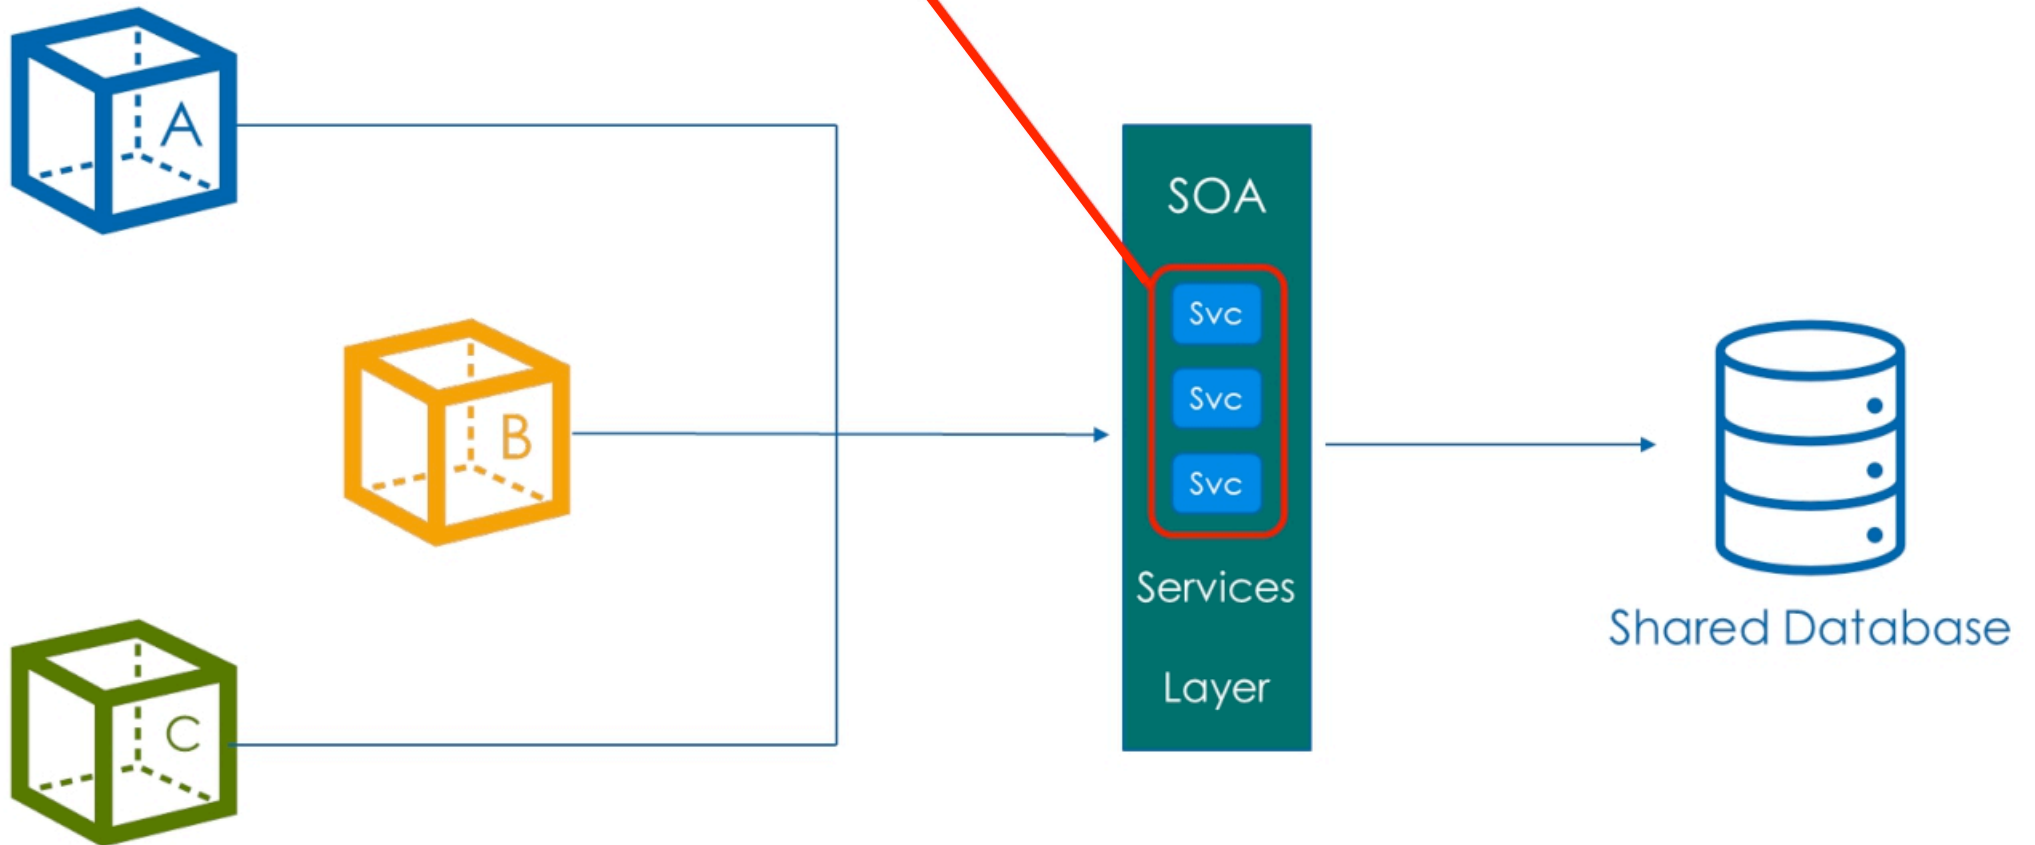 A
B
C
SOA
Svc
Svc
Svc
Services
Layer
Shared Database